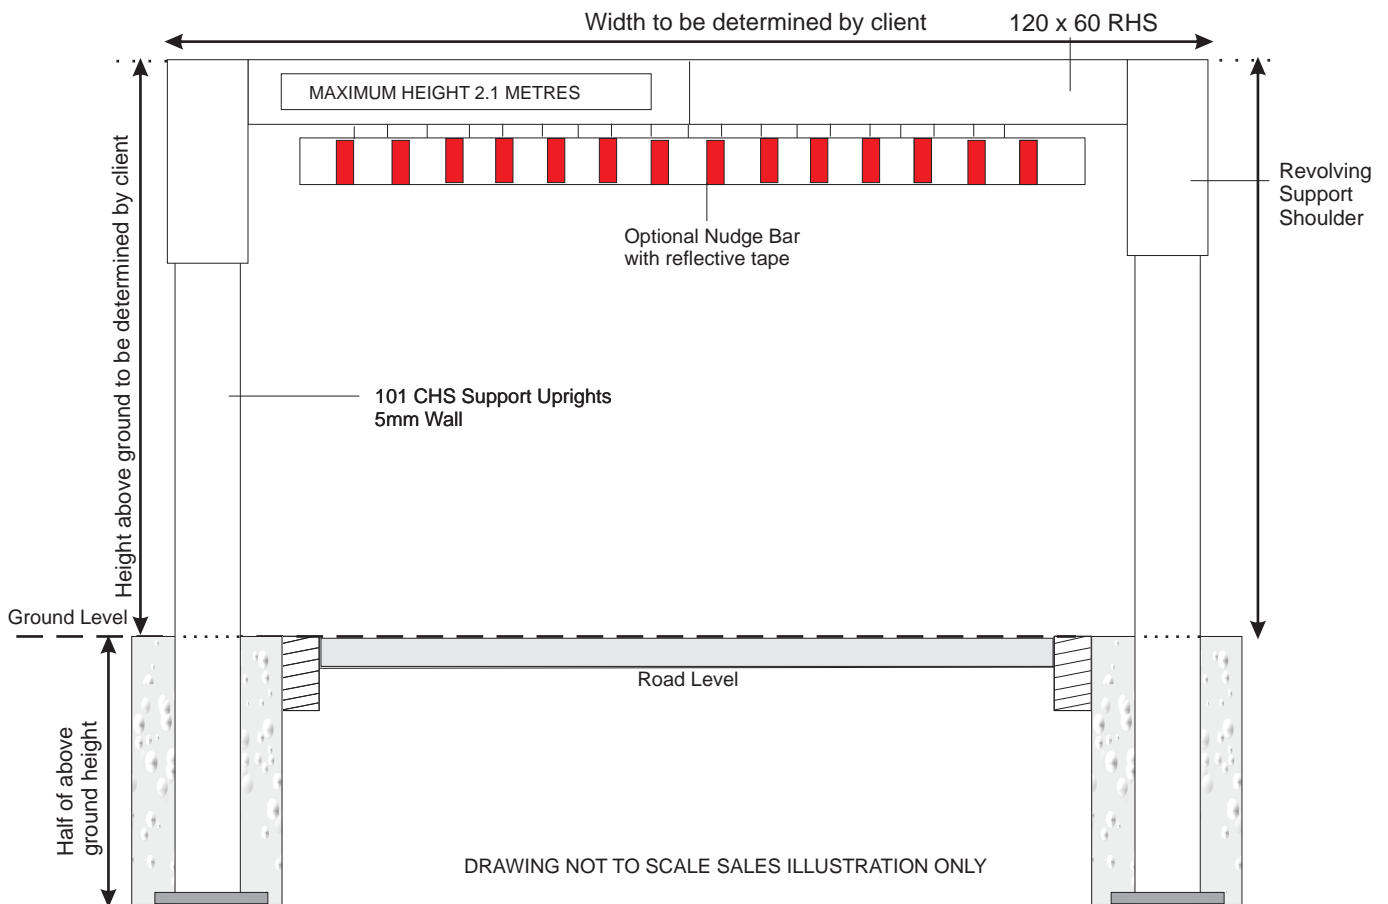 Width to be determined by client
120 x 60 RHS
MAXIMUM HEIGHT 2.1 METRES
Height above ground to be determined by client
Revolving
Support
Shoulder
Optional Nudge Bar
with reflective tape
101 CHS Support Uprights
5mm Wall
Ground Level
Road Level
Half of above
ground height
DRAWING NOT TO SCALE SALES ILLUSTRATION ONLY